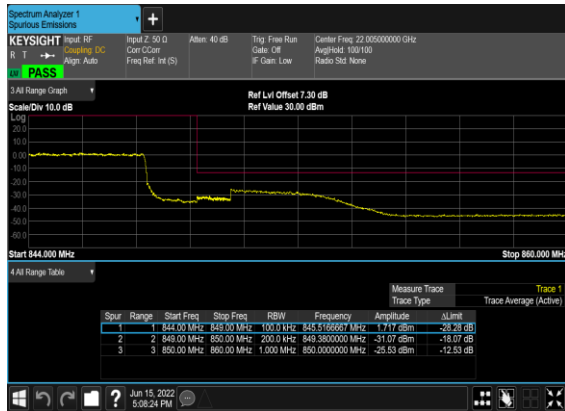 Spectrum Analyzer 1
Spurious Emissions
+
KEYSIGHT Input: RF Input Z: 50 Ω Atten: 40 dB Trig: Free Run Center Freq: 22.005000000 GHz
R T Coupling: DC Corr CCorr Gate: Off Avg|Hold: 100/100
Align: Auto Freq Ref: Int (S) IF Gain: Low Radio Std: None
PASS
3 All Range Graph
Ref Lvl Offset 7.30 dB
Scale/Div 10.0 dB Ref Value 30.00 dBm
Log
20.0
10.0
0.00
-10.0
-20.0
-30.0
-40.0
-50.0
-60.0
Start 844.000 MHz Stop 860.000 MHz
4 All Range Table
Measure Trace Trace 1
Trace Type Trace Average (Active)
Spur Range Start Freq Stop Freq RBW Frequency Amplitude ΔLimit
1 1 844.00 MHz 849.00 MHz 100.0 kHz 845.5166667 MHz 1.717 dBm -28.28 dB
2 2 849.00 MHz 850.00 MHz 200.0 kHz 849.3800000 MHz -31.07 dBm -18.07 dB
3 3 850.00 MHz 860.00 MHz 1.000 MHz 850.0000000 MHz -25.53 dBm -12.53 dB
? Jun 15, 2022
5:08:24 PM